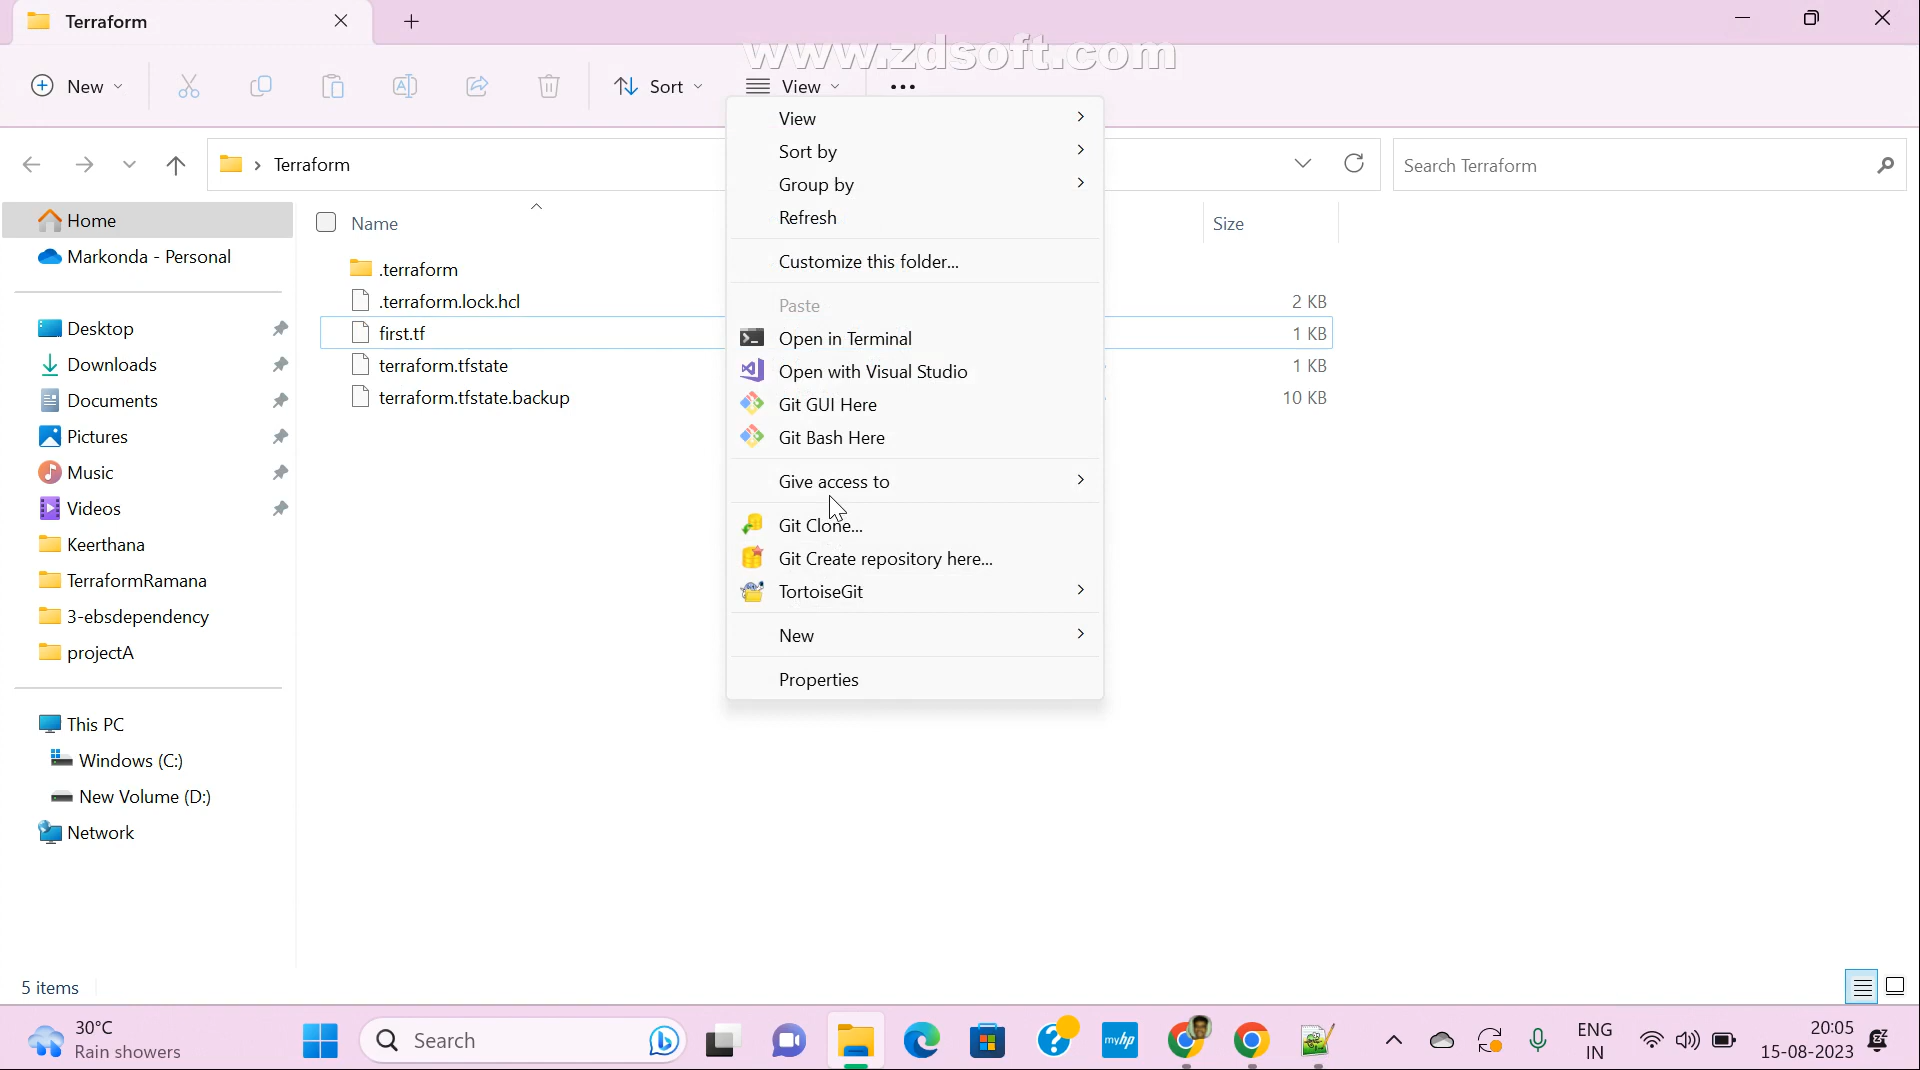 Terraform
www.zdsoft.com
New
Sort
View
Terraform
Search Terraform
Home
Markonda - Personal
Desktop
Downloads
Documents
Pictures
Music
Videos
Keerthana
TerraformRamana
3-ebsdependency
projectA
This PC
Windows (C:)
New Volume (D:)
Network
Name
Size
.terraform
.terraform.lock.hcl
2 KB
first.tf
1 KB
terraform.tfstate
1 KB
terraform.tfstate.backup
10 KB
View
Sort by
Group by
Refresh
Customize this folder...
Paste
Open in Terminal
Open with Visual Studio
Git GUI Here
Git Bash Here
Give access to
Git Clone...
Git Create repository here...
TortoiseGit
New
Properties
5 items
30°C
Rain showers
Search
myhp
ENG
IN
20:05
15-08-2023